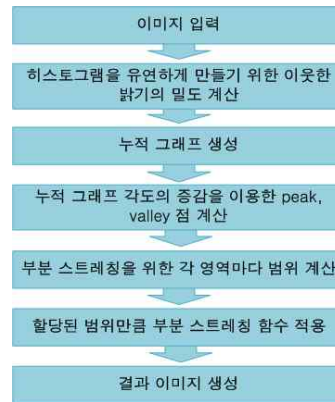 이미지 입력
히스토그램을 유연하게 만들기 위한 이웃한
밝기의 밀도 계산
누적 그래프 생성
누적 그래프 각도의 증감을 이용한 peak,
valley 점 계산
부분 스트레칭을 위한 각 영역마다 범위 계산
할당된 범위만큼 부분 스트레칭 함수 적용
결과 이미지 생성